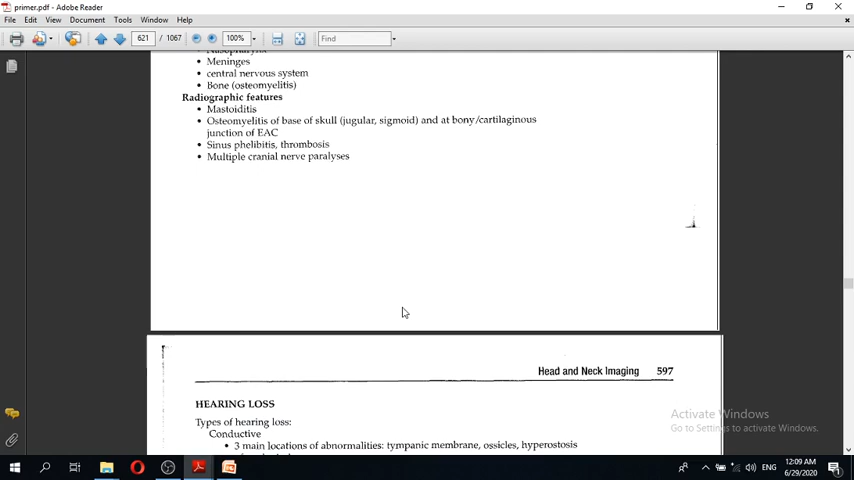 primer.pdf - Adobe Reader
File Edit View Document Tools Window Help
621 / 1067 100% Find
Meninges
central nervous system
Bone (osteomyelitis)
Radiographic features
Mastoiditis
Osteomyelitis of base of skull (jugular, sigmoid) and at bony/cartilaginous
junction of EAC
Sinus phelibitis, thrombosis
Multiple cranial nerve paralyses
Head and Neck Imaging 597
HEARING LOSS
Types of hearing loss:
Conductive
3 main locations of abnormalities: tympanic membrane, ossicles, hyperostosis
Activate Windows
Go to Settings to activate Windows.
ENG
12:09 AM
6/29/2020